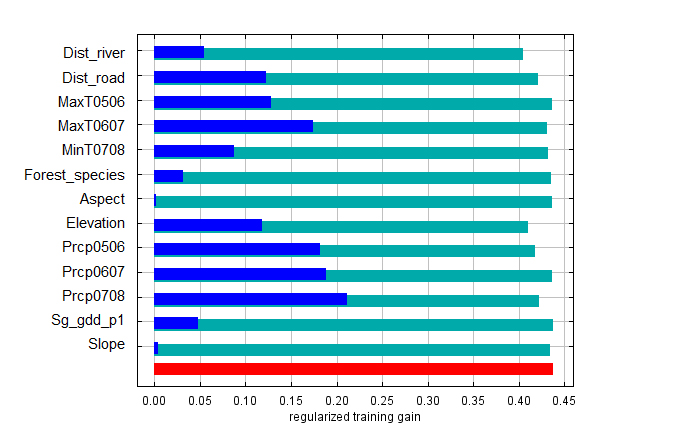 Dist_river
Dist_road
MaxT0506
MaxT0607
MinT0708
Forest_species
Aspect
Elevation
Prcp0506
Prcp0607
Prcp0708
Sg_gdd_p1
Slope
0.00 0.05 0.10 0.15 0.20 0.25 0.30 0.35 0.40 0.45
regularized training gain